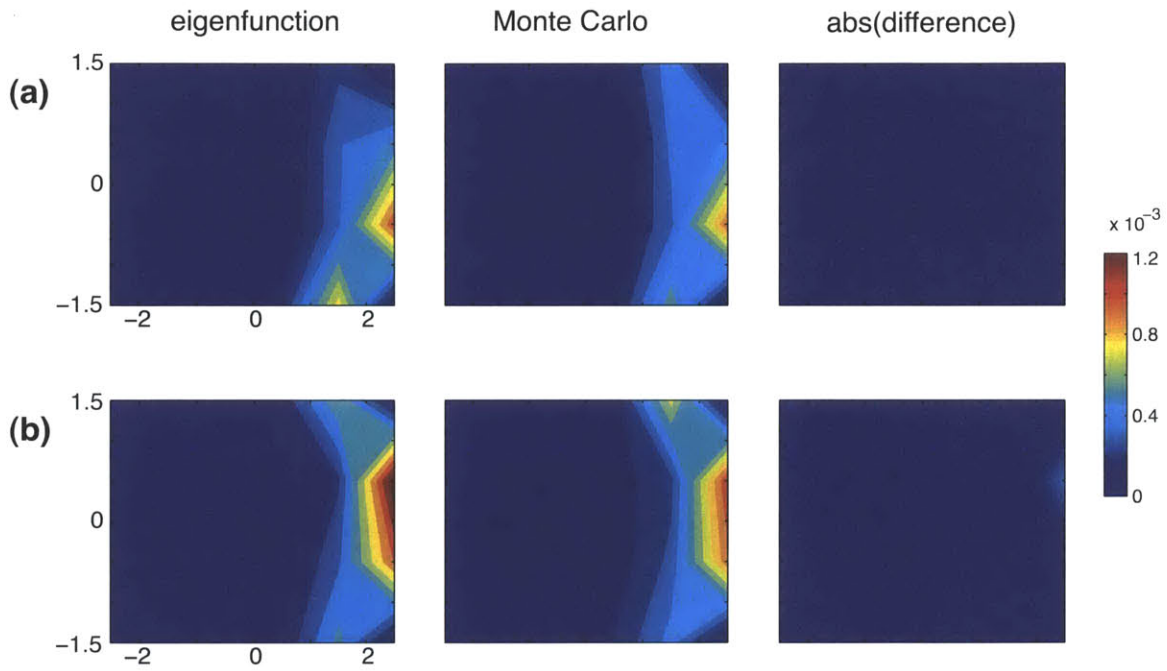 eigenfunction Monte Carlo abs(difference)
(a)
1.5
0
−1.5
−2 0 2
x 10−3
1.2
0.8
0.4
0
(b)
1.5
0
−1.5
−2 0 2